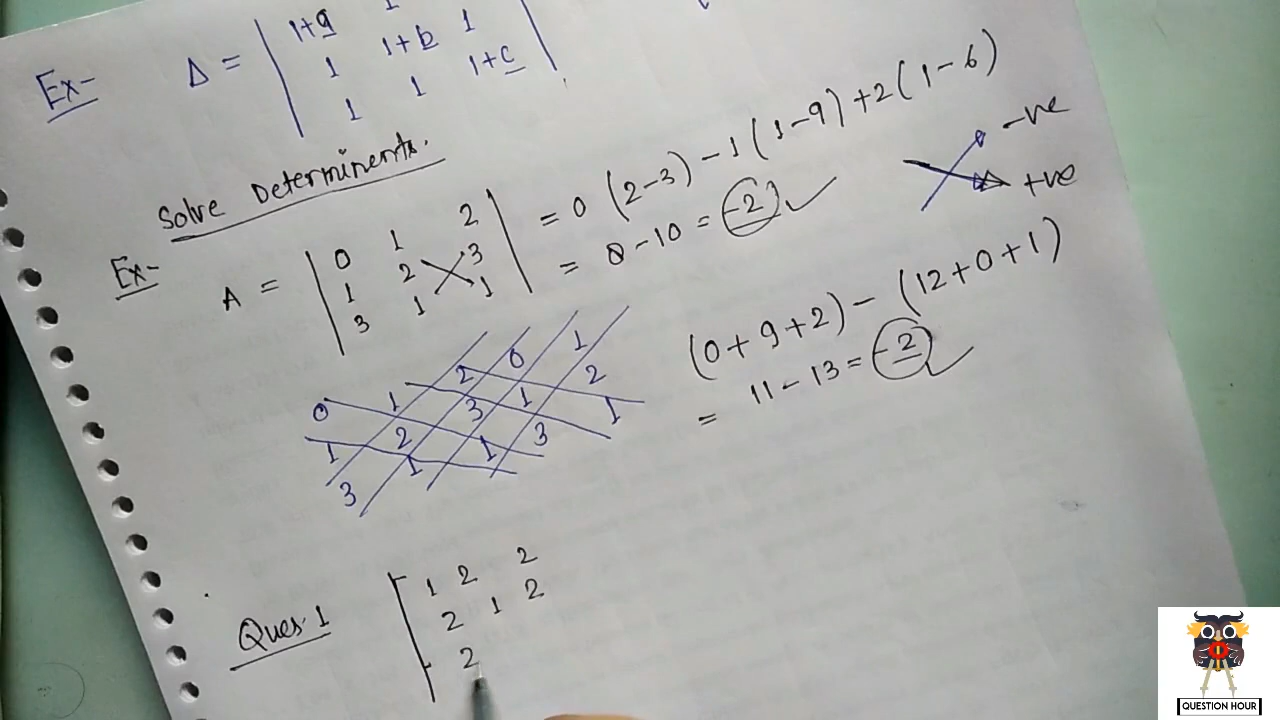 1
Ex- Δ = | 1+a
1 1+b 1
1 1 1+c |
Solve Determinents.
Ex- A = | 0 1 2 | = 0 (2-3) - 1 (1-9) + 2 (1-6)
1 2 3 = 8 - 10 = -2
3 1 1
-ve
+ve
(0+9+2) - (12+0+1)
= 11 - 13 = -2
0 1 2 0 1
1 2 3 1 2
3 1 1 3 1
Ques.1 [ 1 2 2
2 1 2
2
QUESTION HOUR